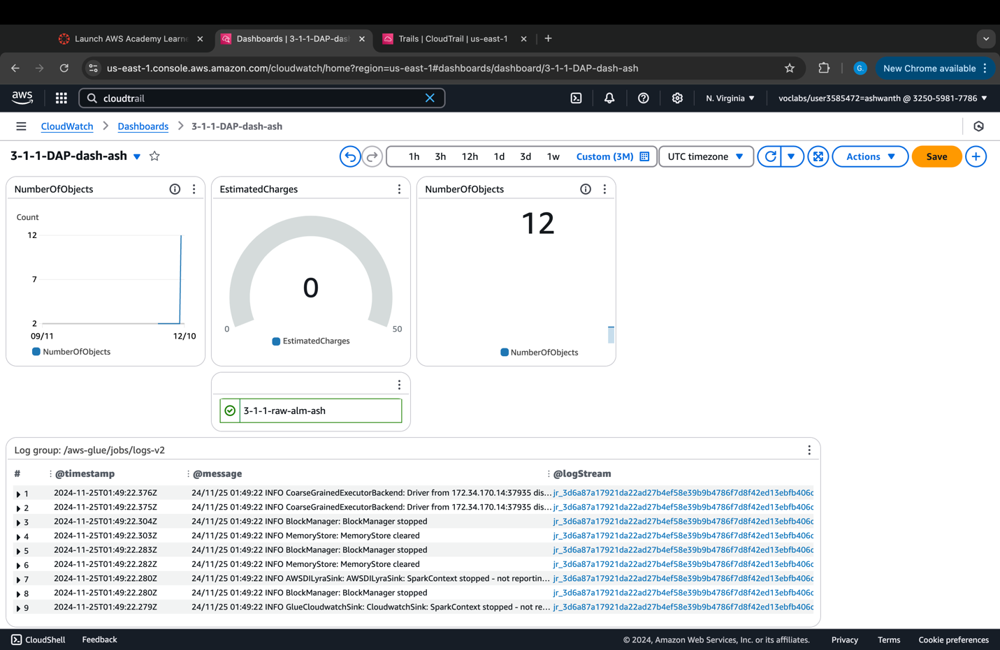 Launch AWS Academy Learne
Dashboards | 3-1-1-DAP-das
Trails | CloudTrail | us-east-1
us-east-1.console.aws.amazon.com/cloudwatch/home?region=us-east-1#dashboards/dashboard/3-1-1-DAP-dash-ash
G.
New Chrome available
aws
cloudtrail
N. Virginia
voclabs/user3585472=ashwanth @ 3250-5981-7786
CloudWatch
Dashboards
3-1-1-DAP-dash-ash
3-1-1-DAP-dash-ash
1h 3h 12h 1d 3d 1w Custom (3M)
UTC timezone
Actions
Save
NumberOfObjects
Count
12
7
2
09/11 12/10
NumberOfObjects
EstimatedCharges
0
0 50
EstimatedCharges
NumberOfObjects
12
NumberOfObjects
3-1-1-raw-alm-ash
Log group: /aws-glue/jobs/logs-v2
# @timestamp @message @logStream
1 2024-11-25T01:49:22.376Z 24/11/25 01:49:22 INFO CoarseGrainedExecutorBackend: Driver from 172.34.170.14:37935 dis... jr_3d6a87a17921da22ad27b4ef58e39b9b4786f7d8f42ed13ebfb406c
2 2024-11-25T01:49:22.375Z 24/11/25 01:49:22 INFO CoarseGrainedExecutorBackend: Driver from 172.34.170.14:37935 dis... jr_3d6a87a17921da22ad27b4ef58e39b9b4786f7d8f42ed13ebfb406c
3 2024-11-25T01:49:22.304Z 24/11/25 01:49:22 INFO BlockManager: BlockManager stopped jr_3d6a87a17921da22ad27b4ef58e39b9b4786f7d8f42ed13ebfb406c
4 2024-11-25T01:49:22.303Z 24/11/25 01:49:22 INFO MemoryStore: MemoryStore cleared jr_3d6a87a17921da22ad27b4ef58e39b9b4786f7d8f42ed13ebfb406c
5 2024-11-25T01:49:22.283Z 24/11/25 01:49:22 INFO BlockManager: BlockManager stopped jr_3d6a87a17921da22ad27b4ef58e39b9b4786f7d8f42ed13ebfb406c
6 2024-11-25T01:49:22.282Z 24/11/25 01:49:22 INFO MemoryStore: MemoryStore cleared jr_3d6a87a17921da22ad27b4ef58e39b9b4786f7d8f42ed13ebfb406c
7 2024-11-25T01:49:22.280Z 24/11/25 01:49:22 INFO AWSDILyraSink: AWSDILyraSink: SparkContext stopped - not reportin... jr_3d6a87a17921da22ad27b4ef58e39b9b4786f7d8f42ed13ebfb406c
8 2024-11-25T01:49:22.280Z 24/11/25 01:49:22 INFO BlockManager: BlockManager stopped jr_3d6a87a17921da22ad27b4ef58e39b9b4786f7d8f42ed13ebfb406c
9 2024-11-25T01:49:22.279Z 24/11/25 01:49:22 INFO GlueCloudwatchSink: CloudwatchSink: SparkContext stopped - not re... jr_3d6a87a17921da22ad27b4ef58e39b9b4786f7d8f42ed13ebfb406c
CloudShell
Feedback
© 2024, Amazon Web Services, Inc. or its affiliates.
Privacy
Terms
Cookie preferences